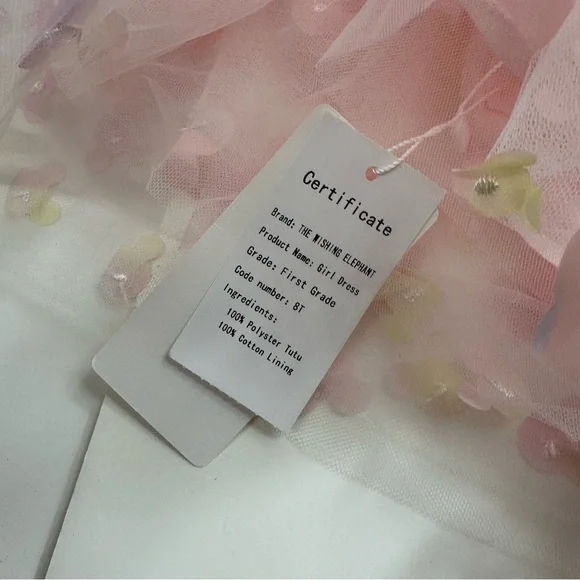 Certificate
Brand: THE WISHING ELEPHANT
Product Name: Girl Dress
Grade: First Grade
Code number: 8T
Ingredients:
100% Polyster Tutu
100% Cotton Lining